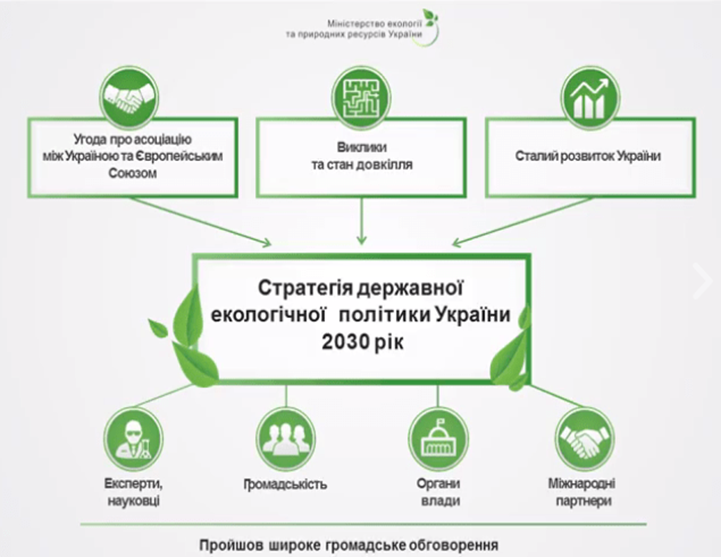 Міністерство екології
та природних ресурсів України
Угода про асоціацію
між Україною та Європейським
Союзом
Виклики
та стан довкілля
Сталий розвиток України
Стратегія державної
екологічної політики України
2030 рік
Експерти,
науковці
Громадськість
Органи
влади
Міжнародні
партнери
Пройшов широке громадське обговорення